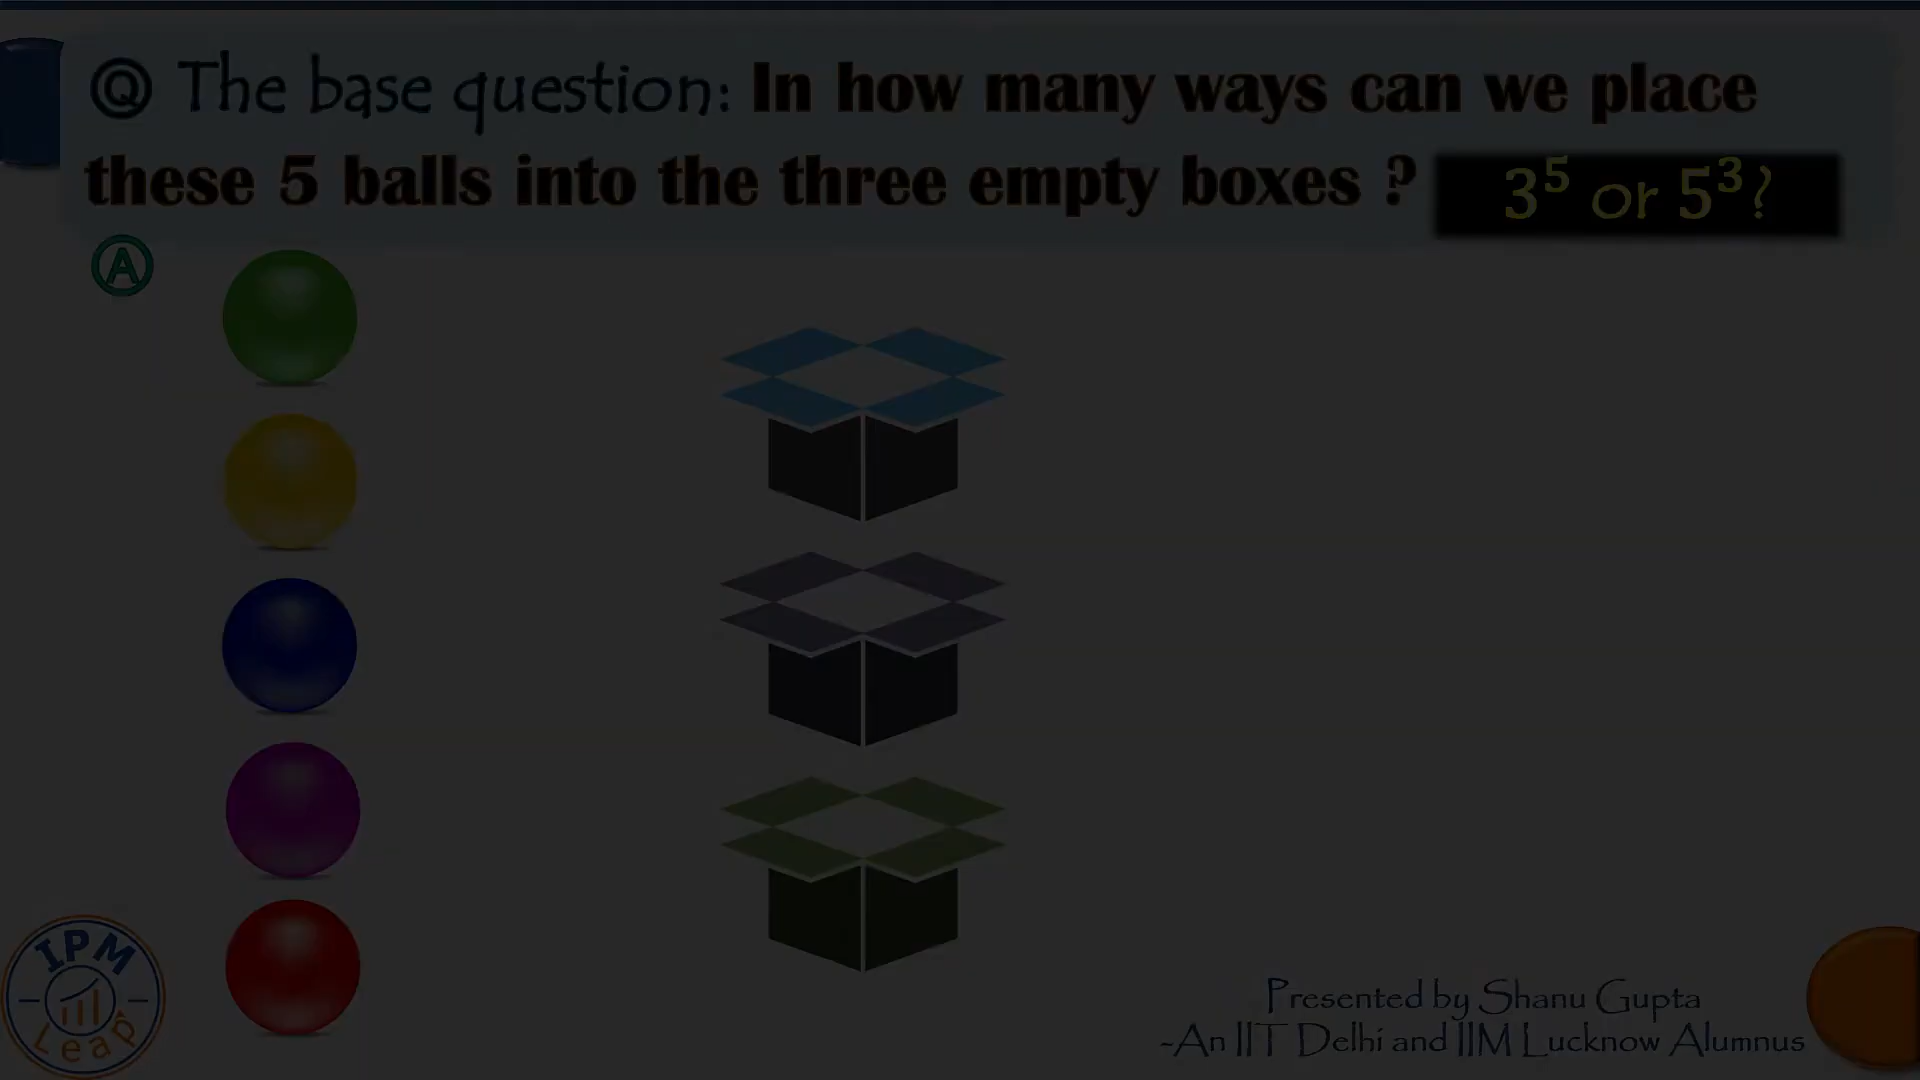 Q The base question: In how many ways can we place
these 5 balls into the three empty boxes ? 3⁵ or 5³?
A
IPM
Leap
Presented by Shanu Gupta
-An IIT Delhi and IIM Lucknow Alumnus